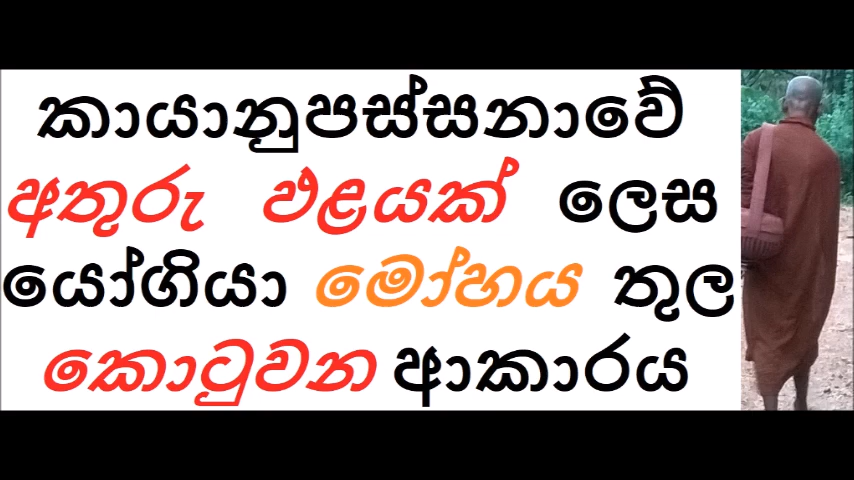 කායානුපස්සනාවේ
අතුරු ඵළයක් ලෙස
යෝගියා මෝහය තුල
කොටුවන ආකාරය